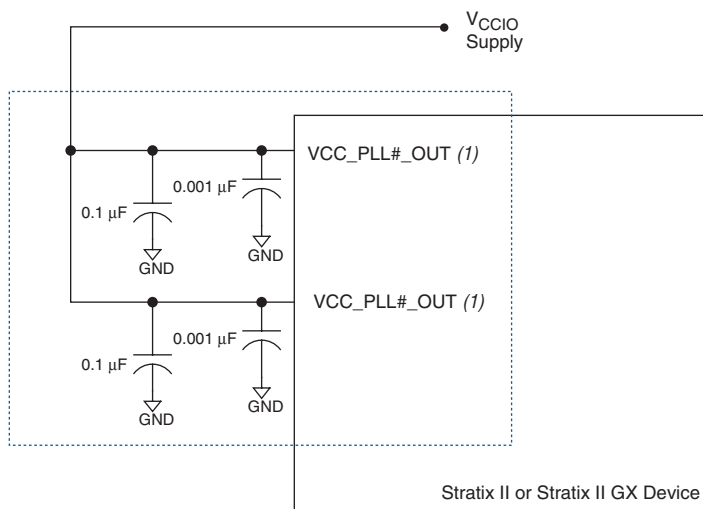 VCCIO
Supply
VCC_PLL#_OUT (1)
0.001 μF
0.1 μF
GND
GND
VCC_PLL#_OUT (1)
0.001 μF
0.1 μF
GND
GND
Stratix II or Stratix II GX Device